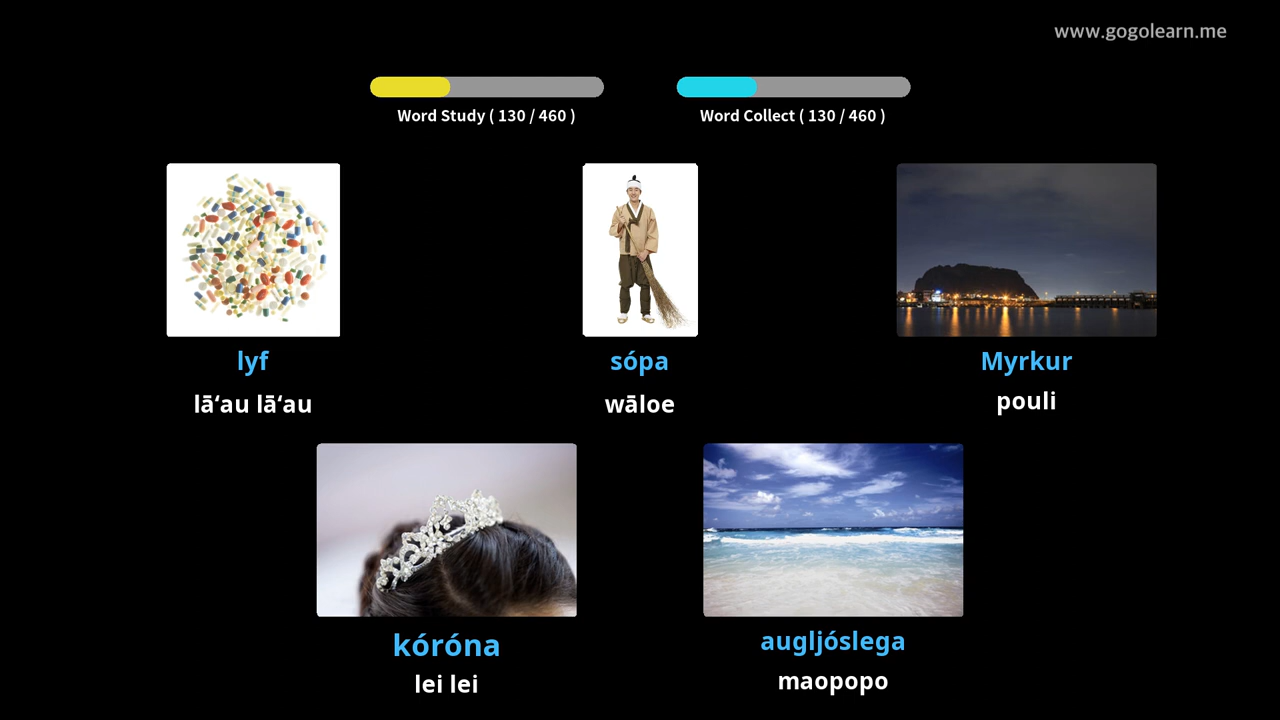 www.gogolearn.me
Word Study ( 130 / 460 )
Word Collect ( 130 / 460 )
lyf
lāʻau lāʻau
sópa
wāloe
Myrkur
pouli
kóróna
lei lei
augljóslega
maopopo